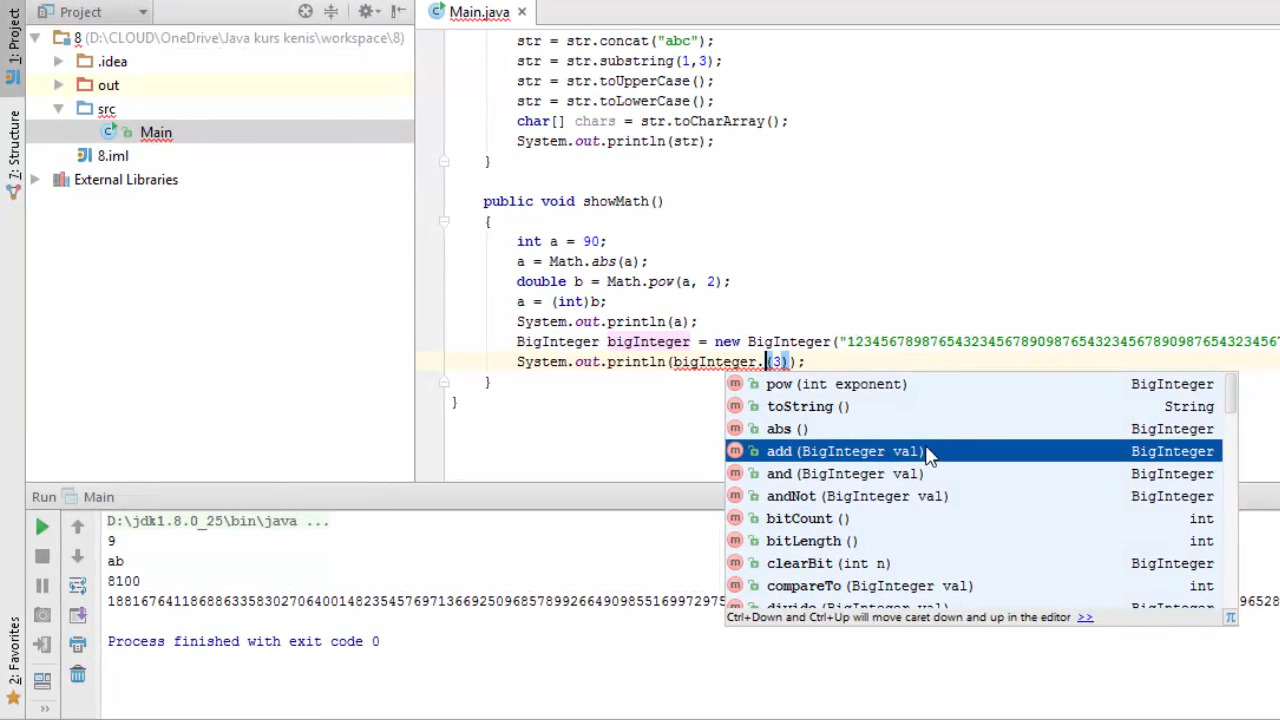 Project
Main.java
1: Project
8 (D:\CLOUD\OneDrive\Java kurs kenis\workspace\8)
.idea
out
src
Main
8.iml
External Libraries
7: Structure
2: Favorites
str = str.concat("abc");
str = str.substring(1,3);
str = str.toUpperCase();
str = str.toLowerCase();
char[] chars = str.toCharArray();
System.out.println(str);
}
public void showMath()
{
int a = 90;
a = Math.abs(a);
double b = Math.pow(a, 2);
a = (int)b;
System.out.println(a);
BigInteger bigInteger = new BigInteger("1234567898765432345678909876543234567890987654323456
System.out.println(bigInteger.(3));
}
}
pow(int exponent) BigInteger
toString() String
abs() BigInteger
add(BigInteger val) BigInteger
and(BigInteger val) BigInteger
andNot(BigInteger val) BigInteger
bitCount() int
bitLength() int
clearBit(int n) BigInteger
compareTo(BigInteger val) int
divide(BigInteger val) BigInteger
Ctrl+Down and Ctrl+Up will move caret down and up in the editor >>
Run Main
D:\jdk1.8.0_25\bin\java ...
9
ab
8100
Process finished with exit code 0